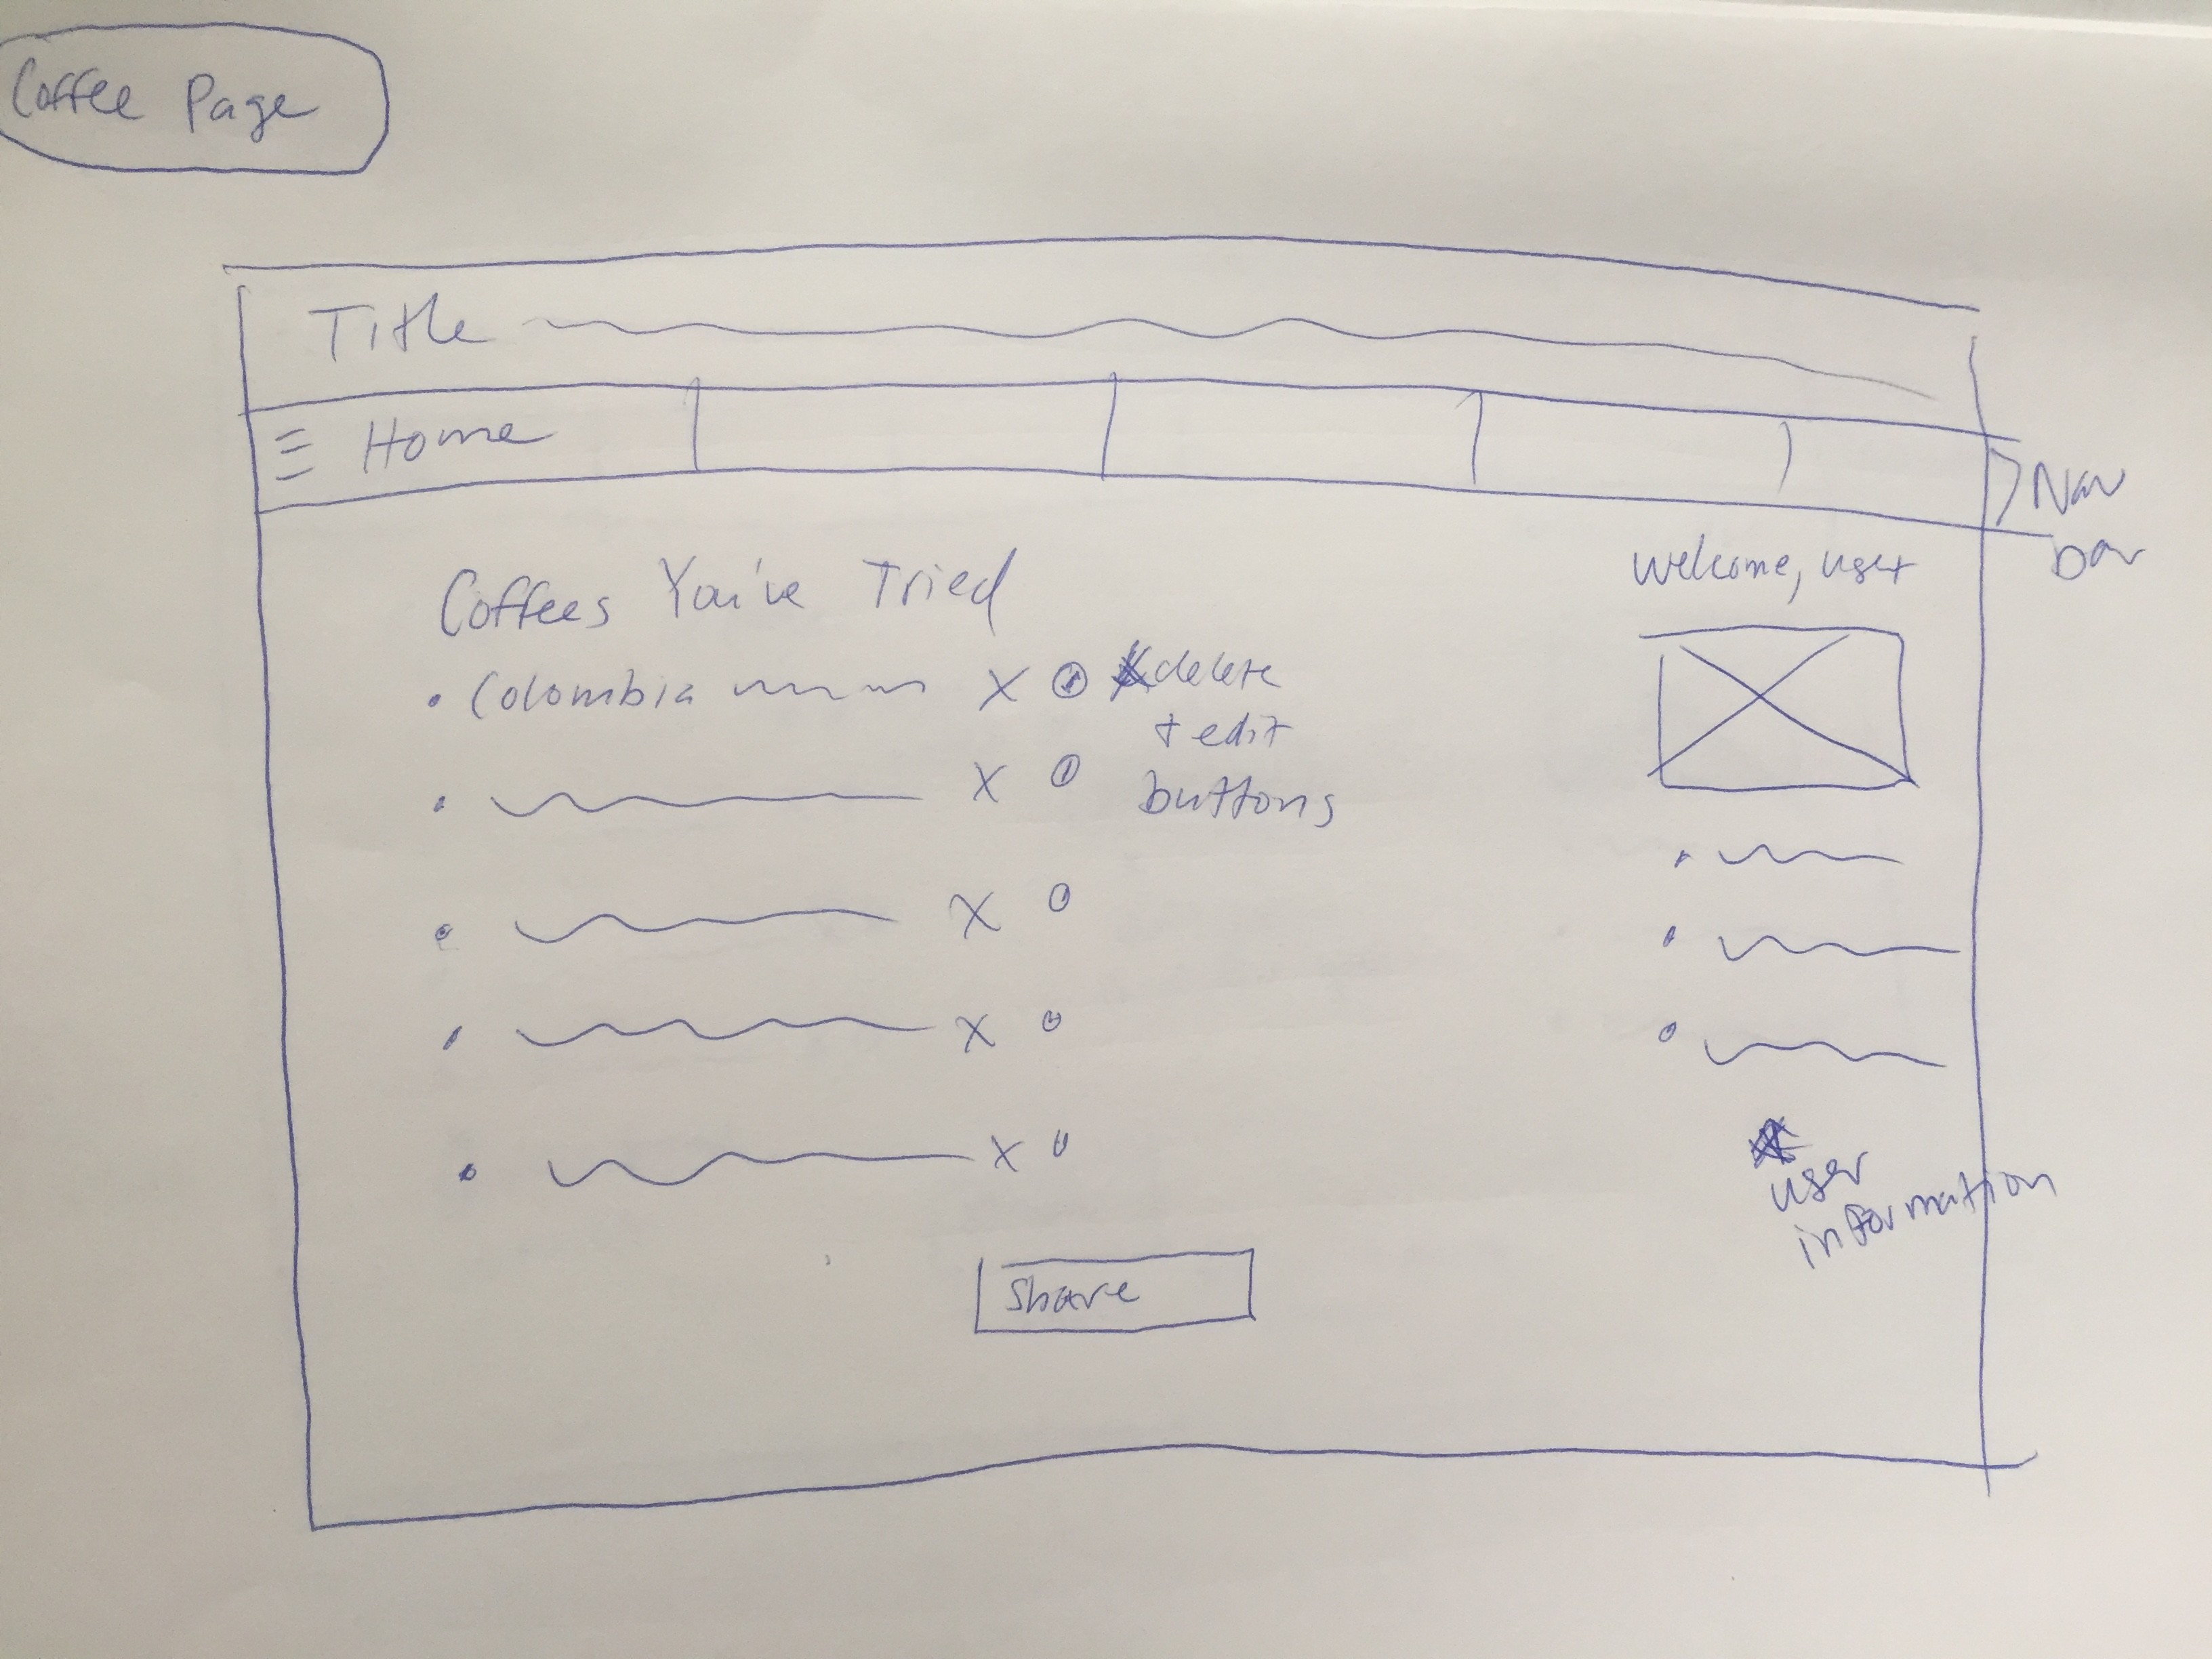 Coffee Page
Title
Home
Nav
bar
Coffees You've Tried
welcome, user
• Colombia
X
delete
+ edit
buttons
X
X
X
X
user
information
Share